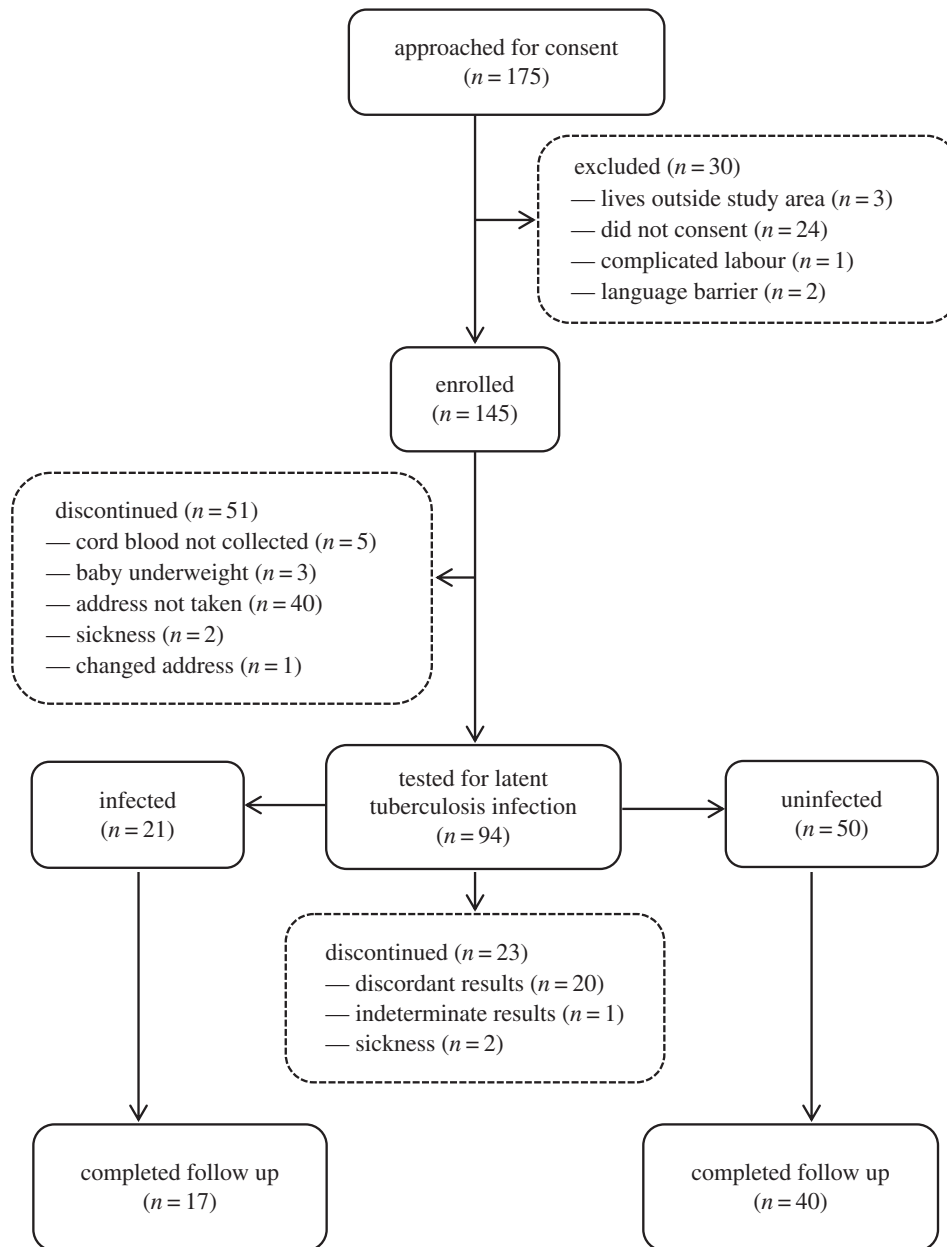 approached for consent
(n = 175)
excluded (n = 30)
— lives outside study area (n = 3)
— did not consent (n = 24)
— complicated labour (n = 1)
— language barrier (n = 2)
enrolled
(n = 145)
discontinued (n = 51)
— cord blood not collected (n = 5)
— baby underweight (n = 3)
— address not taken (n = 40)
— sickness (n = 2)
— changed address (n = 1)
infected
(n = 21)
tested for latent
tuberculosis infection
(n = 94)
uninfected
(n = 50)
discontinued (n = 23)
— discordant results (n = 20)
— indeterminate results (n = 1)
— sickness (n = 2)
completed follow up
(n = 17)
completed follow up
(n = 40)